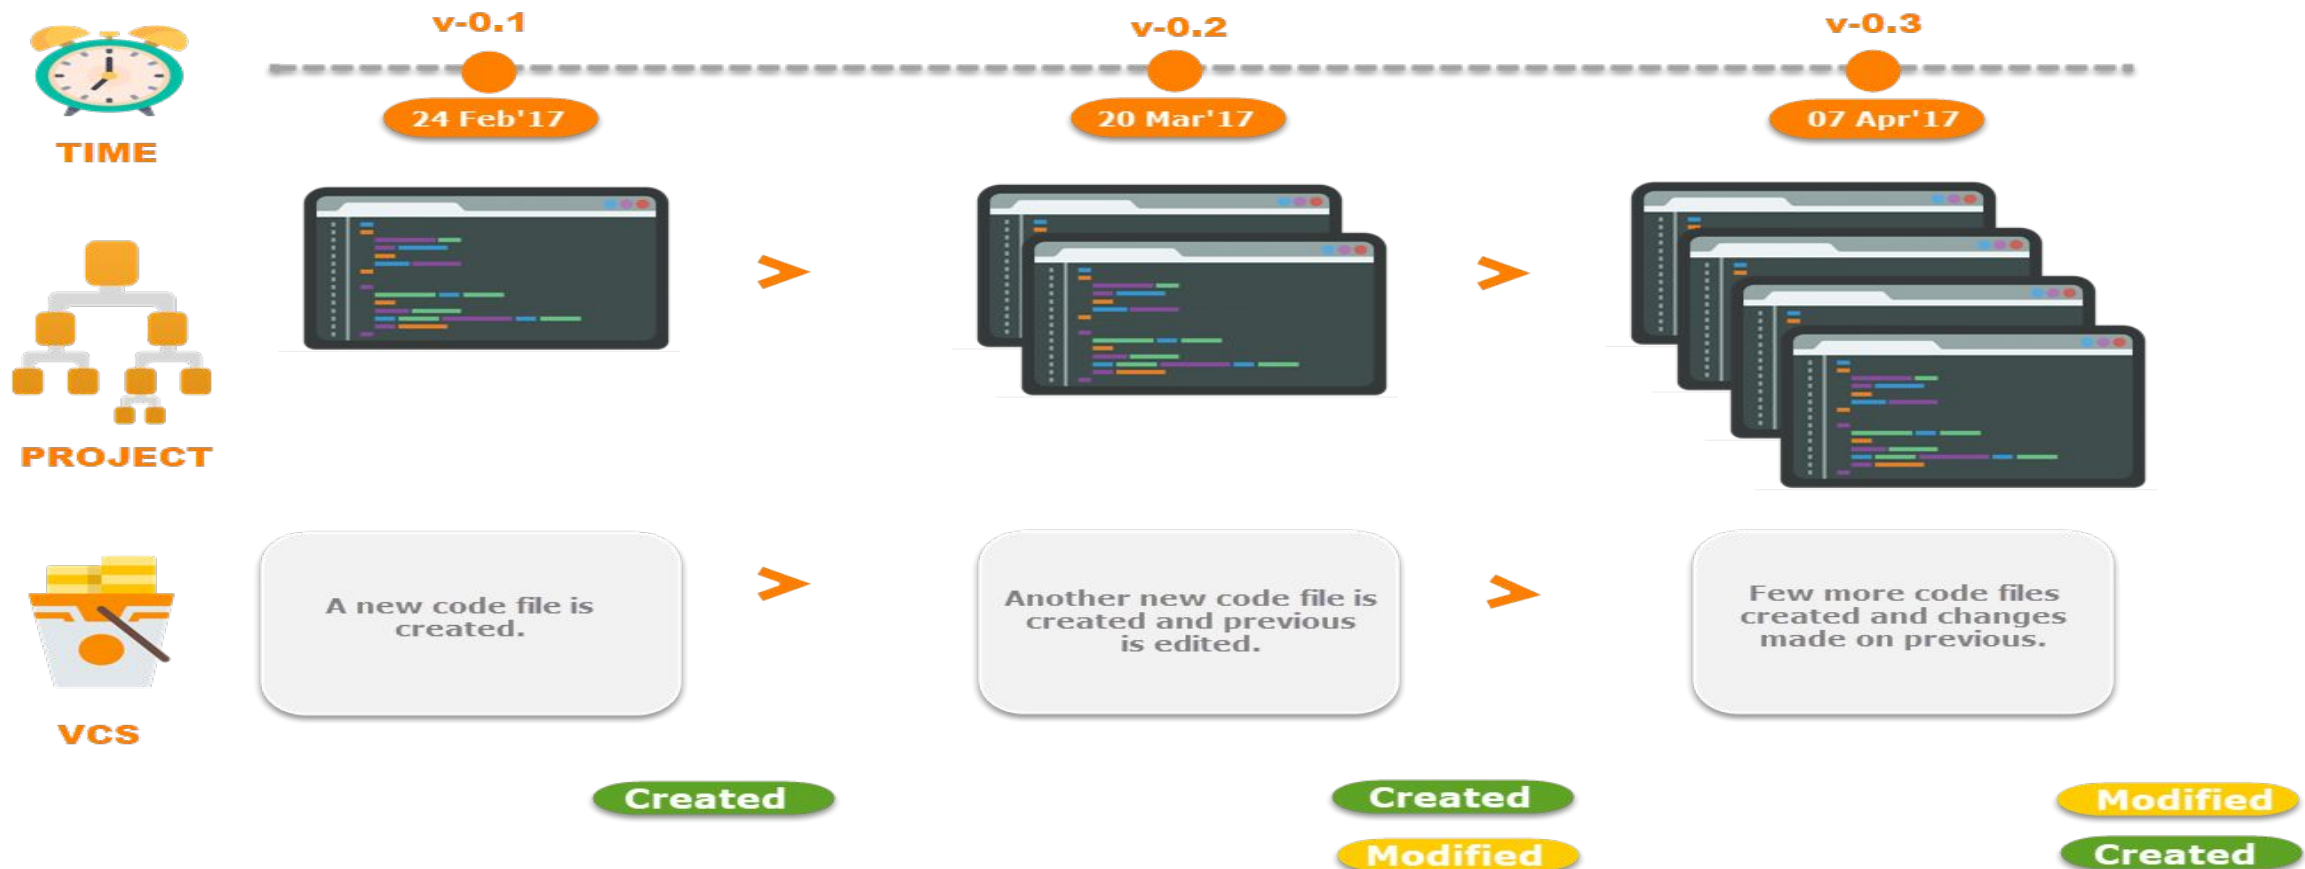 v-0.1
v-0.2
v-0.3
24 Feb'17
20 Mar'17
07 Apr'17
TIME
PROJECT
A new code file is
created.
Another new code file is
created and previous
is edited.
Few more code files
created and changes
made on previous.
VCS
Created
Created
Modified
Modified
Created